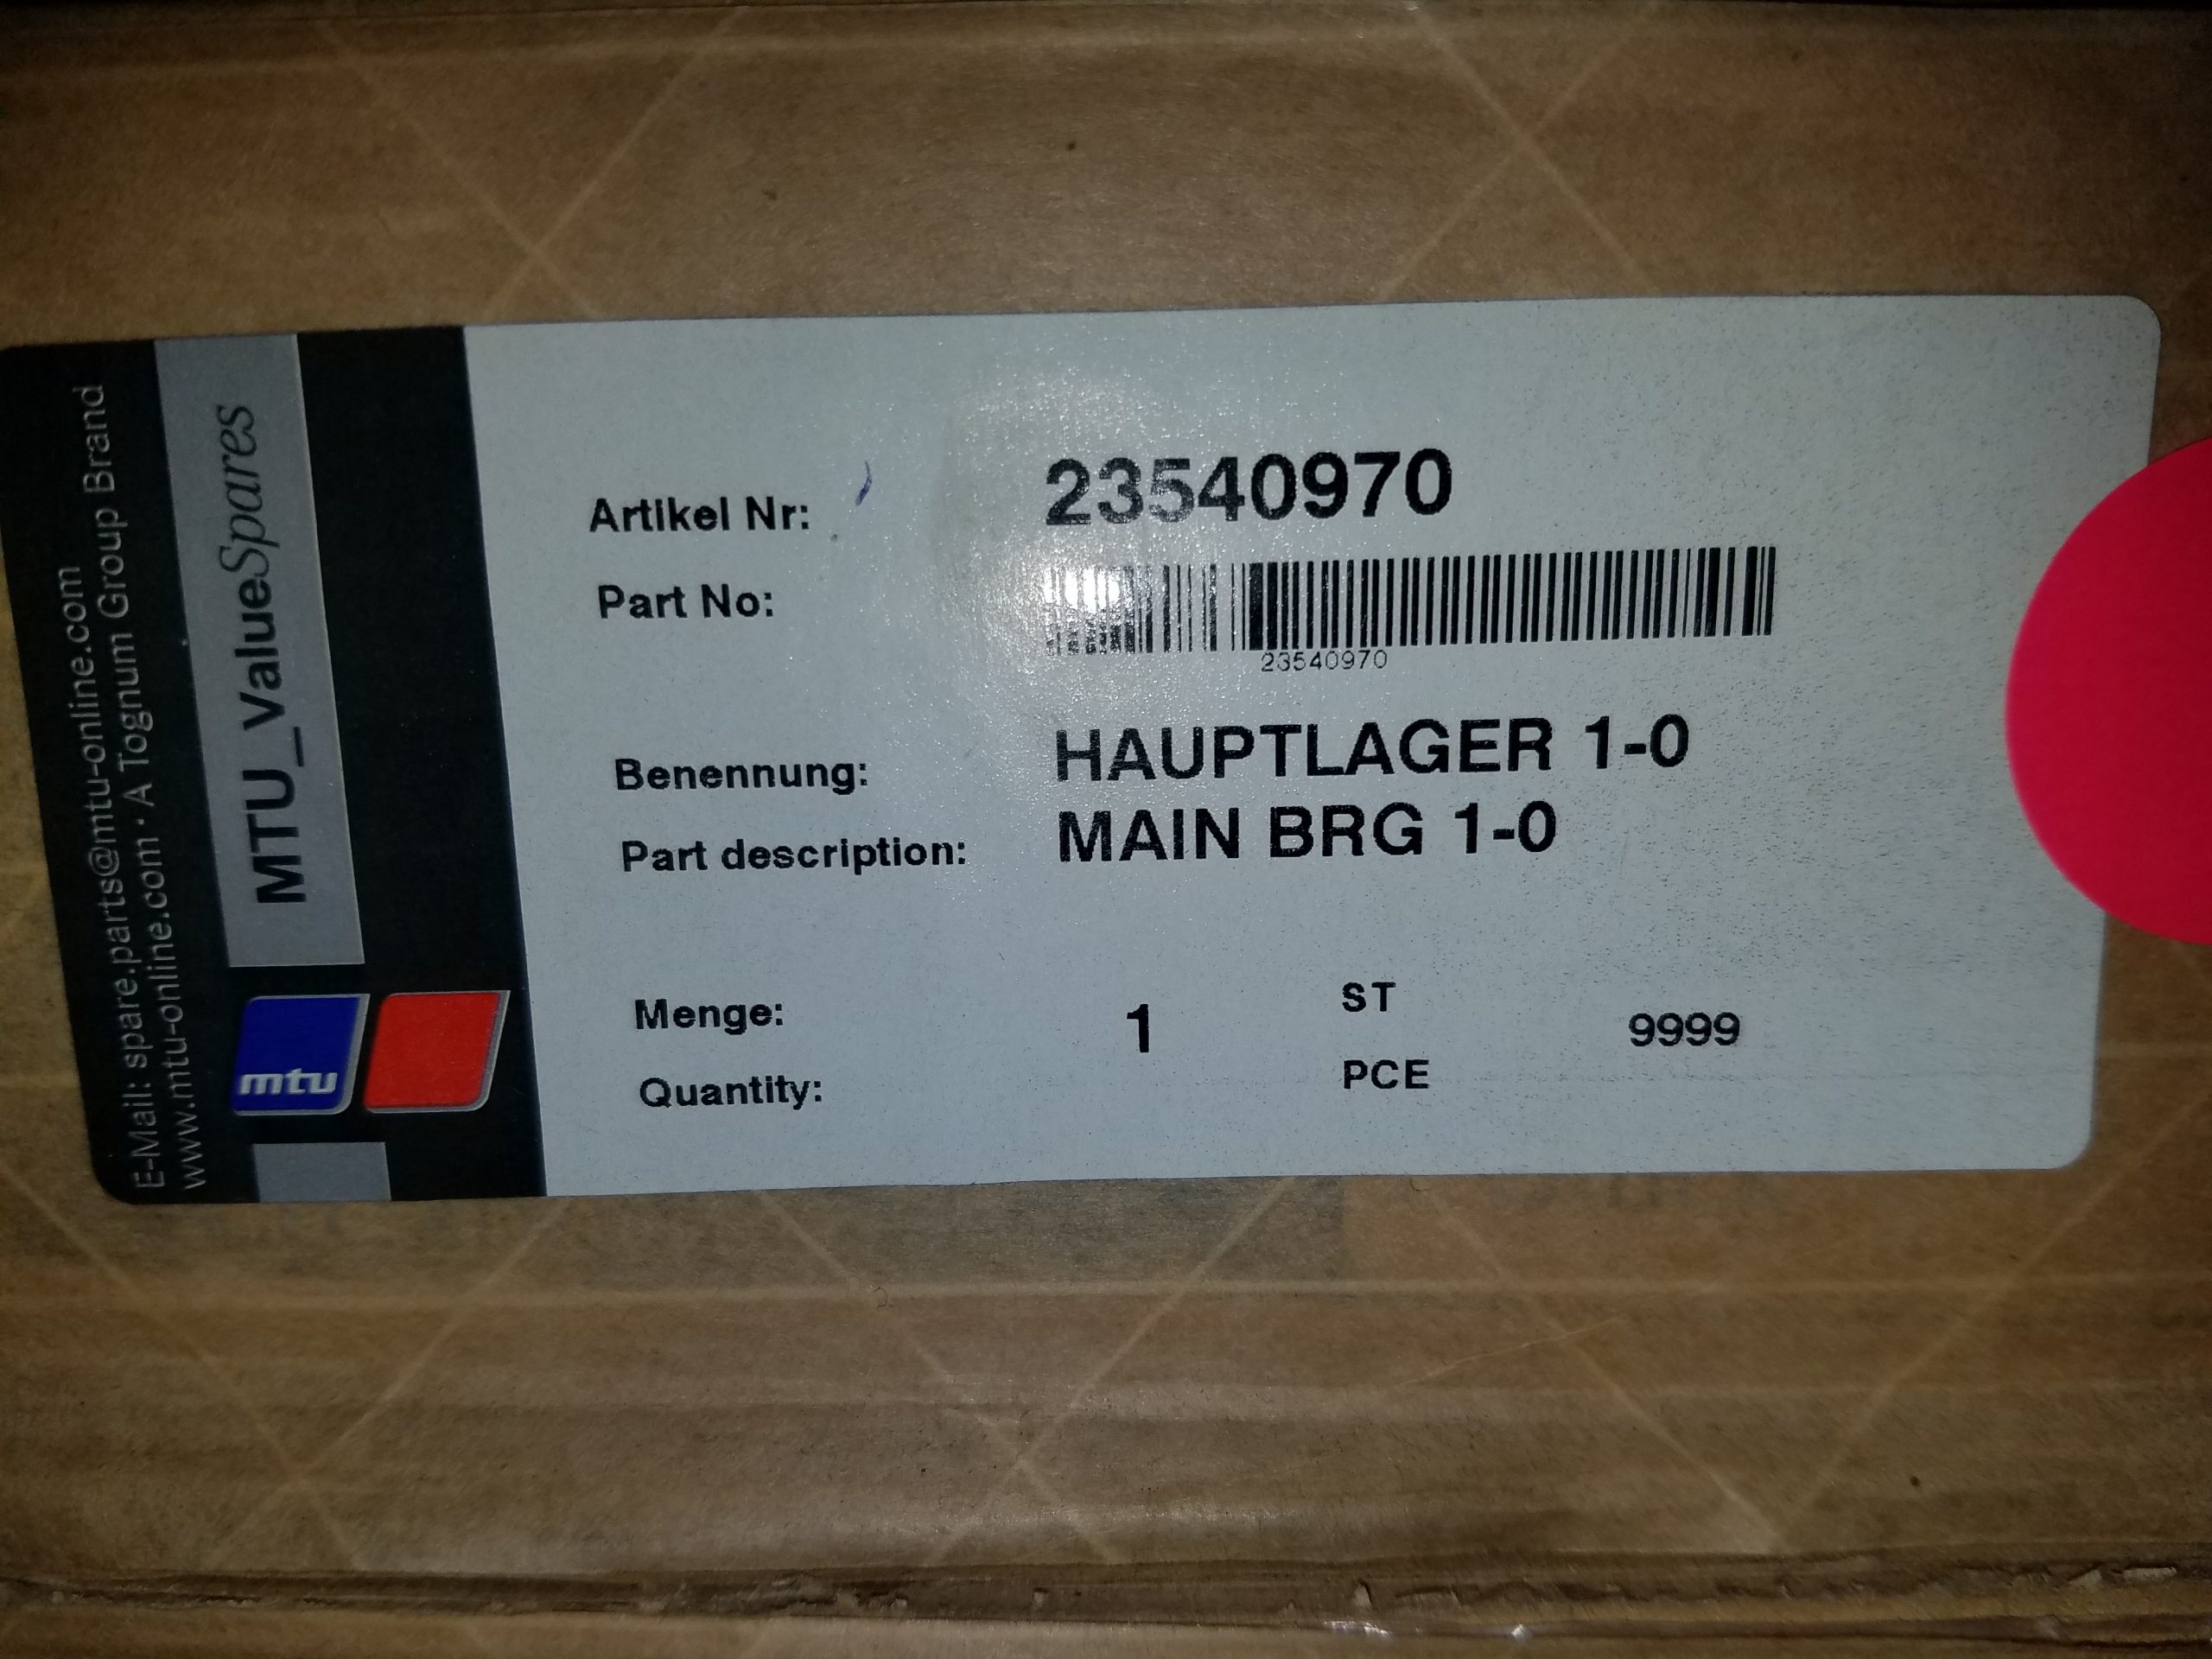 E-Mail: spare.parts@mtu-online.com
www.mtu-online.com · A Tognum Group Brand
MTU_ValueSpares
mtu
Artikel Nr: 23540970
Part No:
23540970
Benennung: HAUPTLAGER 1-0
Part description: MAIN BRG 1-0
Menge: 1 ST 9999
Quantity: PCE